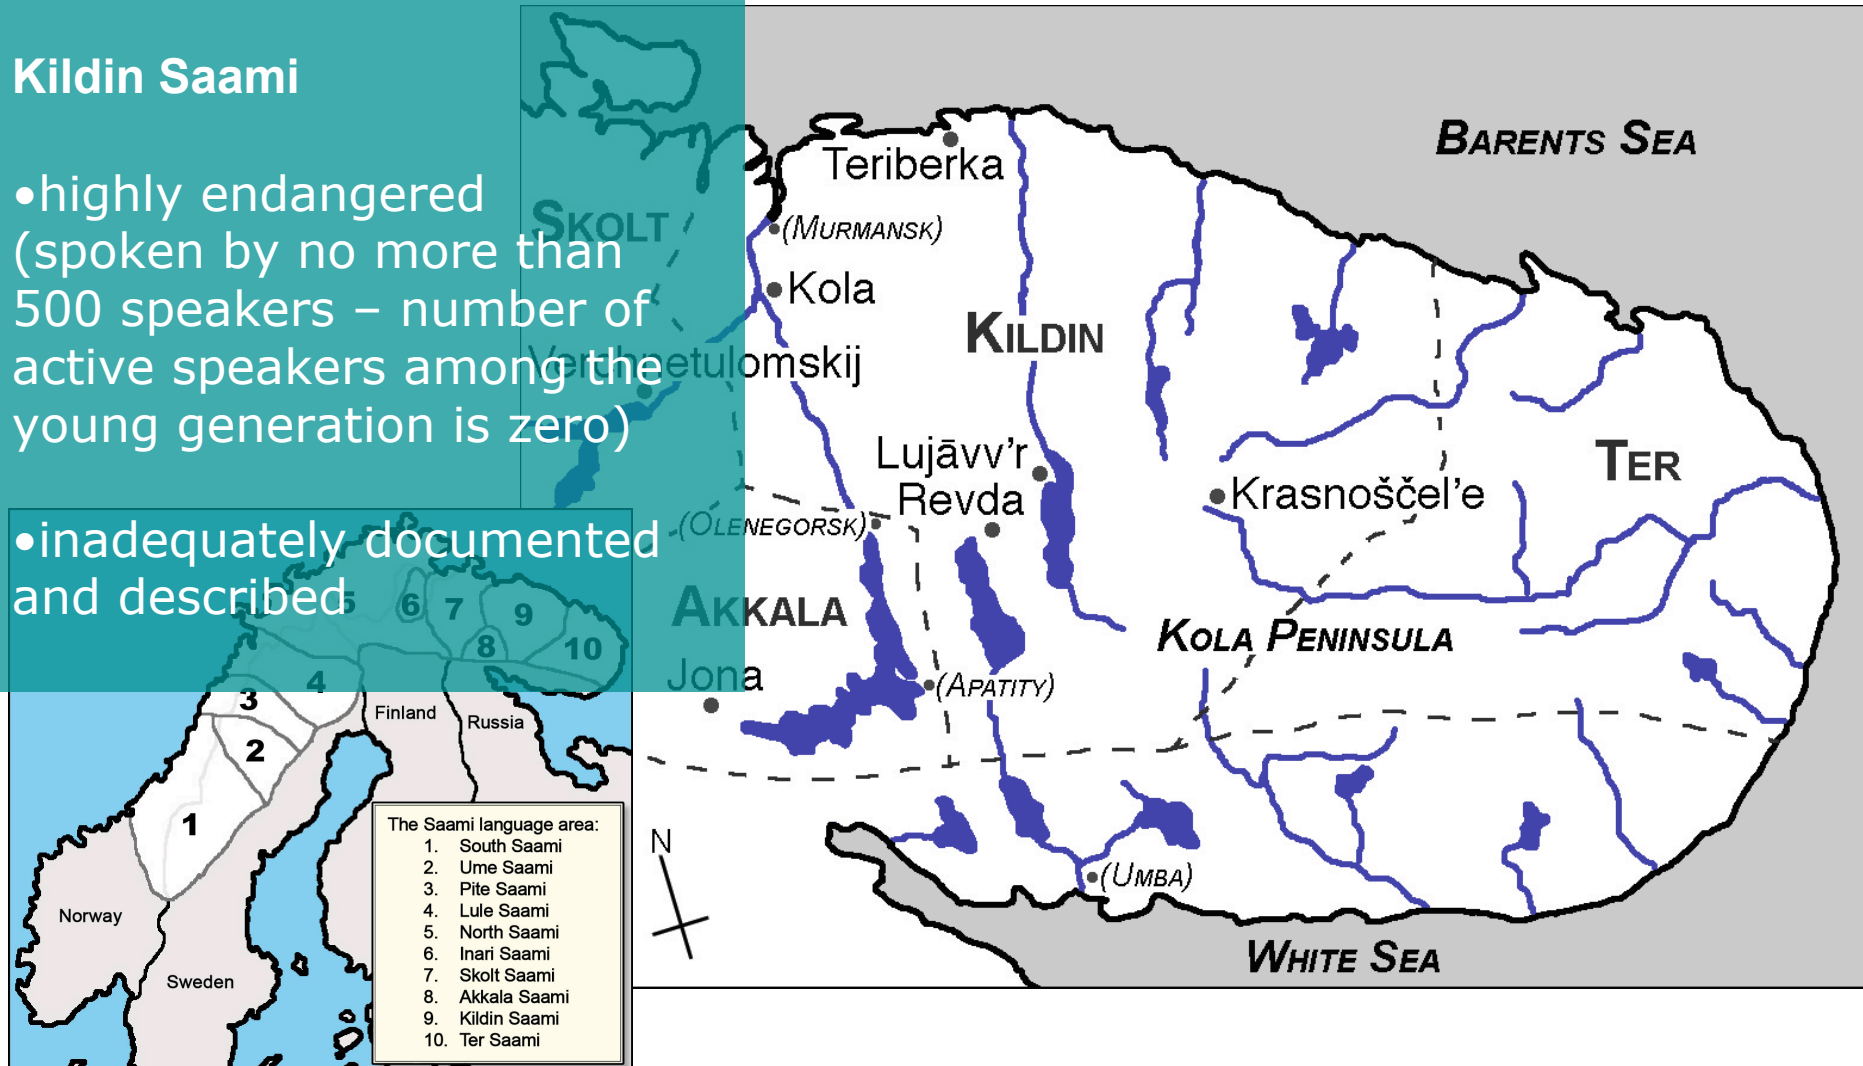 Kildin Saami
•highly endangered
(spoken by no more than
500 speakers – number of
active speakers among the
young generation is zero)
•inadequately documented
and described
BARENTS SEA
Teriberka
SKOLT
(MURMANSK)
Kola
KILDIN
Verchnetulomskij
Lujāvv'r
Revda
TER
Krasnoščel'e
(OLENEGORSK)
AKKALA
KOLA PENINSULA
Jona
(APATITY)
(UMBA)
N
WHITE SEA
5
6
7
9
8
10
4
3
2
1
Finland
Russia
Norway
Sweden
The Saami language area:
1. South Saami
2. Ume Saami
3. Pite Saami
4. Lule Saami
5. North Saami
6. Inari Saami
7. Skolt Saami
8. Akkala Saami
9. Kildin Saami
10. Ter Saami